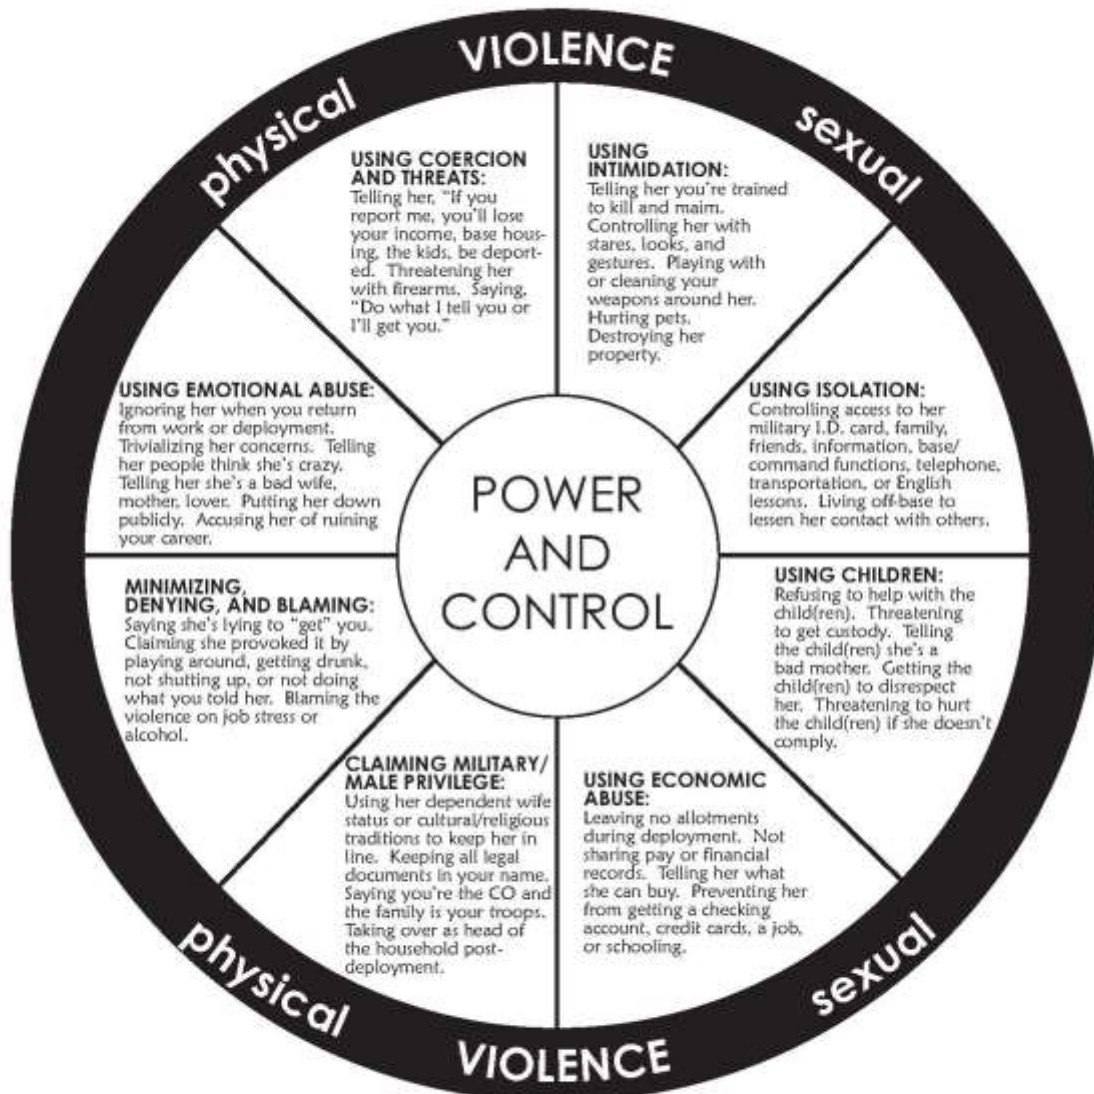 VIOLENCE
physical
sexual
USING COERCION
AND THREATS:
Telling her, “If you
report me, you’ll lose
your income, base hous-
ing, the kids, be deport-
ed. Threatening her
with firearms. Saying,
“Do what I tell you or
I’ll get you.”
USING
INTIMIDATION:
Telling her you’re trained
to kill and maim.
Controlling her with
stares, looks, and
gestures. Playing with
or cleaning your
weapons around her.
Hurting pets.
Destroying her
property.
USING EMOTIONAL ABUSE:
Ignoring her when you return
from work or deployment.
Trivializing her concerns. Telling
her people think she’s crazy.
Telling her she’s a bad wife,
mother, lover. Putting her down
publicly. Accusing her of ruining
your career.
USING ISOLATION:
Controlling access to her
military I.D. card, family,
friends, information, base/
command functions, telephone,
transportation, or English
lessons. Living off-base to
lessen her contact with others.
POWER
AND
CONTROL
MINIMIZING,
DENYING, AND BLAMING:
Saying she’s lying to “get” you.
Claiming she provoked it by
playing around, getting drunk,
not shutting up, or not doing
what you told her. Blaming the
violence on job stress or
alcohol.
USING CHILDREN:
Refusing to help with the
child(ren). Threatening
to get custody. Telling
the child(ren) she’s a
bad mother. Getting the
child(ren) to disrespect
her. Threatening to hurt
the child(ren) if she doesn’t
comply.
CLAIMING MILITARY/
MALE PRIVILEGE:
Using her dependent wife
status or cultural/religious
traditions to keep her in
line. Keeping all legal
documents in your name.
Saying you’re the CO and
the family is your troops.
Taking over as head of
the household post-
deployment.
USING ECONOMIC
ABUSE:
Leaving no allotments
during deployment. Not
sharing pay or financial
records. Telling her what
she can buy. Preventing her
from getting a checking
account, credit cards, a job,
or schooling.
physical
sexual
VIOLENCE